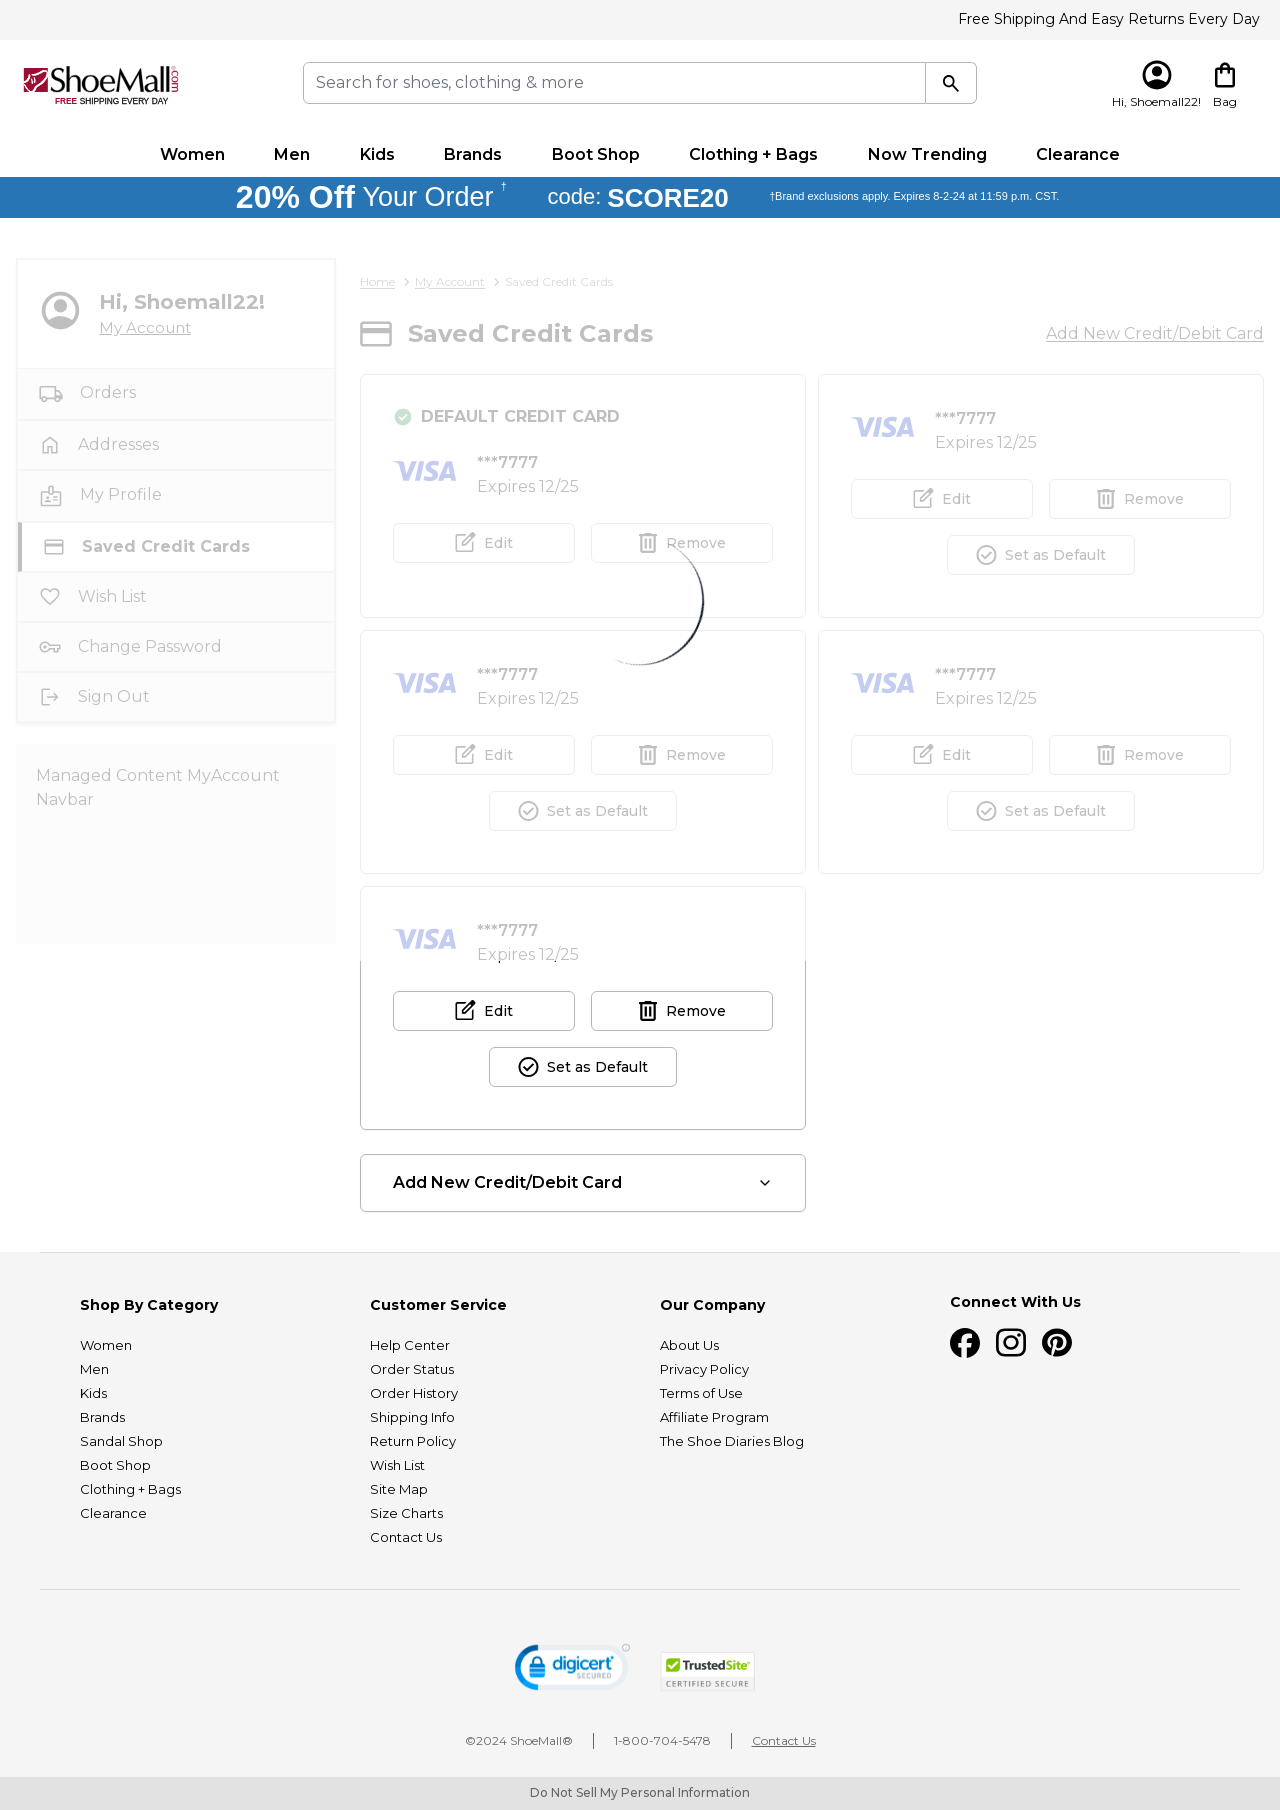 Free Shipping And Easy Returns Every Day
ShoeMall.com
FREE SHIPPING EVERY DAY
Search for shoes, clothing & more
Hi, Shoemall22!
Bag
Women Men Kids Brands Boot Shop Clothing + Bags Now Trending Clearance
20% Off Your Order † code: SCORE20 †Brand exclusions apply. Expires 8-2-24 at 11:59 p.m. CST.
Hi, Shoemall22!
My Account
Orders
Addresses
My Profile
Saved Credit Cards
Wish List
Change Password
Sign Out
Managed Content MyAccount
Navbar
Home > My Account > Saved Credit Cards
Saved Credit Cards
Add New Credit/Debit Card
DEFAULT CREDIT CARD
VISA ***7777
Expires 12/25
Edit Remove
VISA ***7777
Expires 12/25
Edit Remove
Set as Default
VISA ***7777
Expires 12/25
Edit Remove
Set as Default
VISA ***7777
Expires 12/25
Edit Remove
Set as Default
VISA ***7777
Expires 12/25
Edit Remove
Set as Default
Add New Credit/Debit Card
Shop By Category
Women
Men
Kids
Brands
Sandal Shop
Boot Shop
Clothing + Bags
Clearance
Customer Service
Help Center
Order Status
Order History
Shipping Info
Return Policy
Wish List
Site Map
Size Charts
Contact Us
Our Company
About Us
Privacy Policy
Terms of Use
Affiliate Program
The Shoe Diaries Blog
Connect With Us
digicert
SECURED
TrustedSite
CERTIFIED SECURE
©2024 ShoeMall® 1-800-704-5478 Contact Us
Do Not Sell My Personal Information